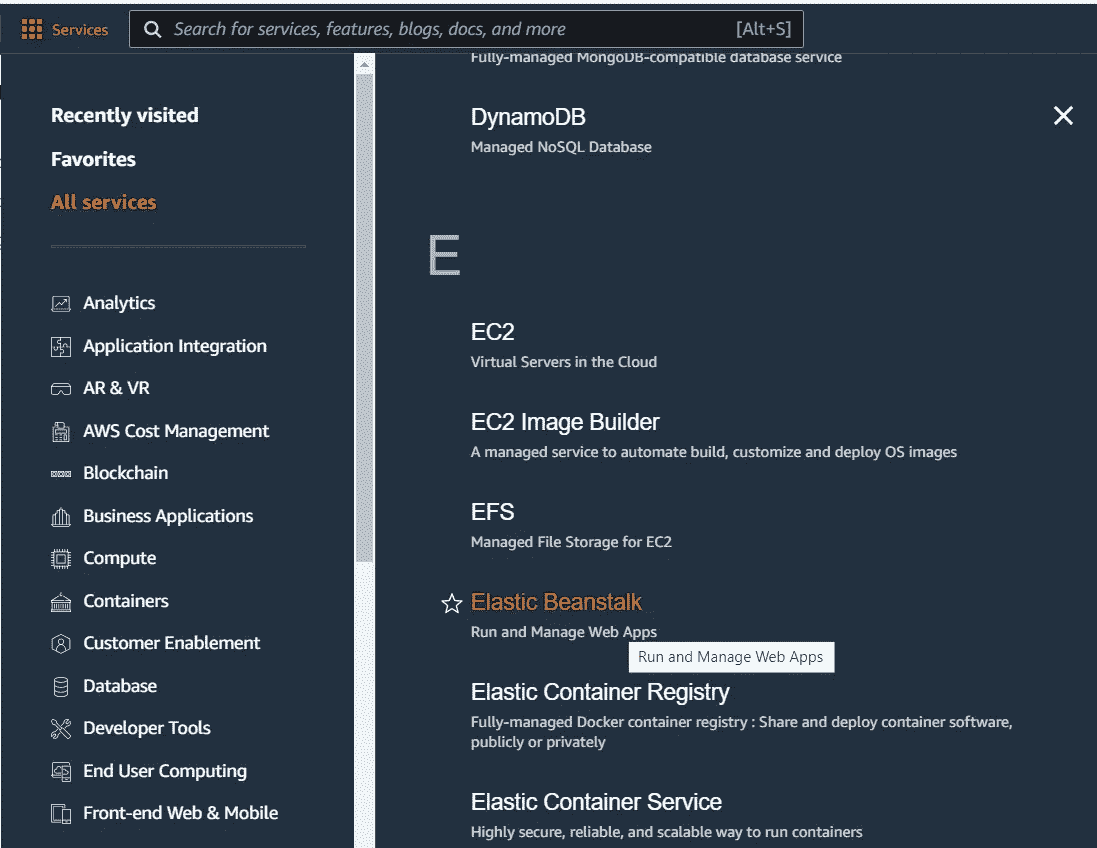 Services
Search for services, features, blogs, docs, and more
[Alt+S]
Recently visited
Favorites
All services
Analytics
Application Integration
AR & VR
AWS Cost Management
Blockchain
Business Applications
Compute
Containers
Customer Enablement
Database
Developer Tools
End User Computing
Front-end Web & Mobile
Fully-managed MongoDB-compatible database service
DynamoDB
Managed NoSQL Database
E
EC2
Virtual Servers in the Cloud
EC2 Image Builder
A managed service to automate build, customize and deploy OS images
EFS
Managed File Storage for EC2
Elastic Beanstalk
Run and Manage Web Apps
Run and Manage Web Apps
Elastic Container Registry
Fully-managed Docker container registry : Share and deploy container software,
publicly or privately
Elastic Container Service
Highly secure, reliable, and scalable way to run containers